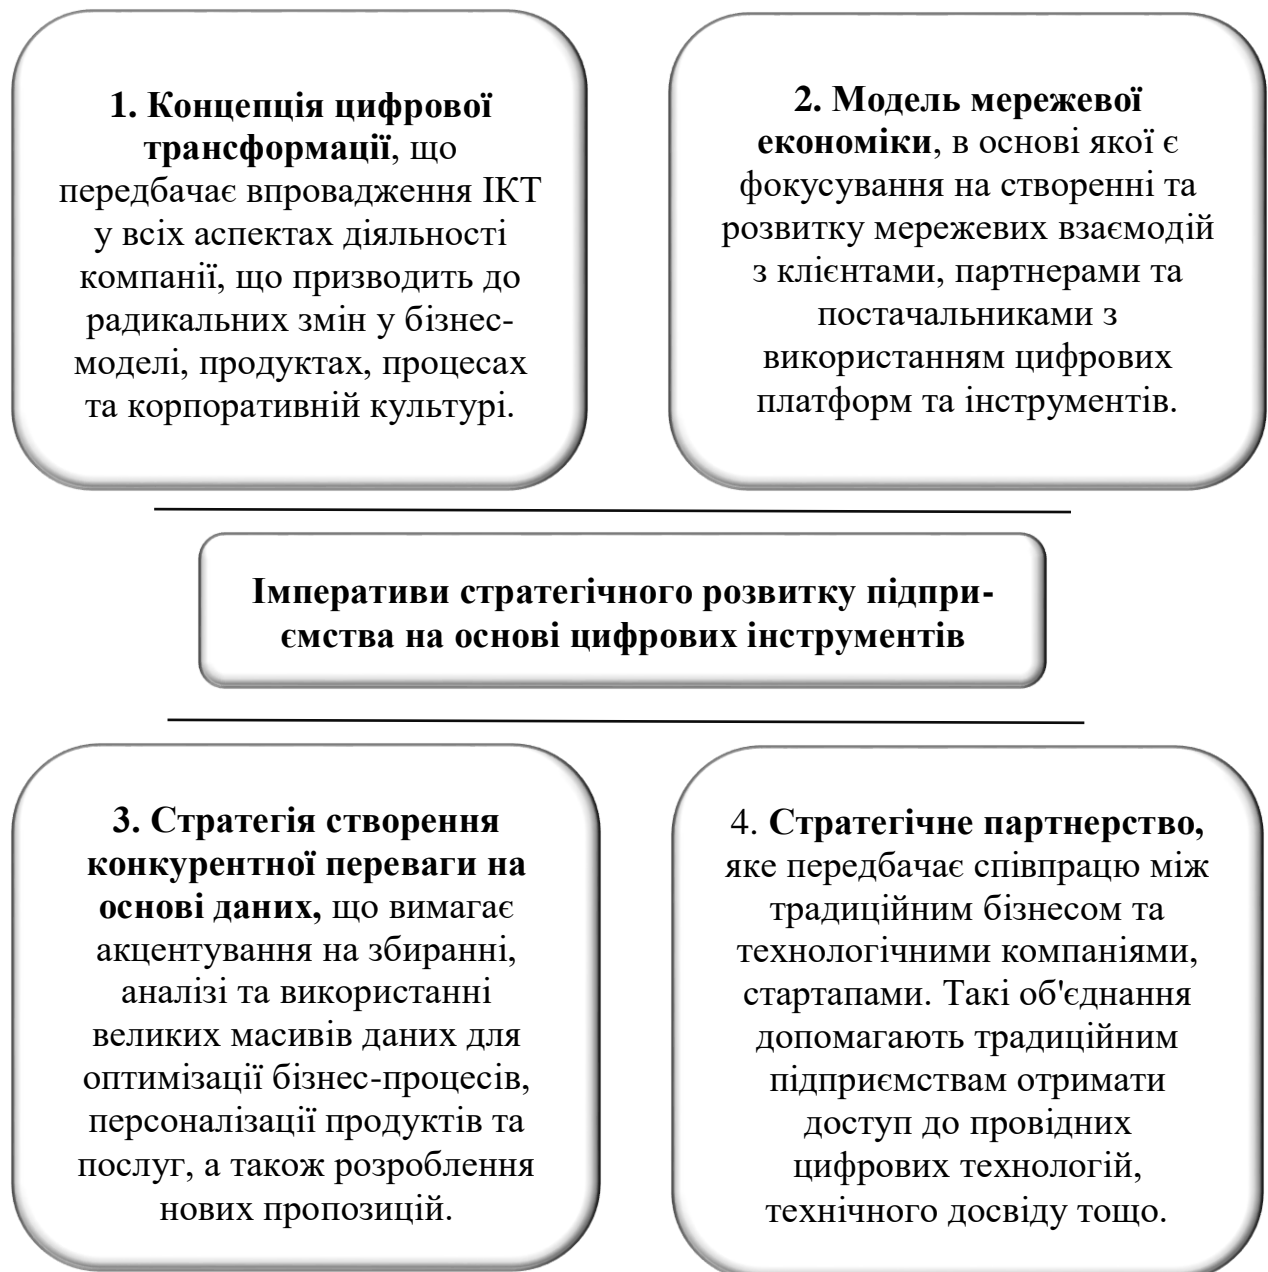 1. Концепція цифрової
трансформації, що
передбачає впровадження ІКТ
у всіх аспектах діяльності
компанії, що призводить до
радикальних змін у бізнес-
моделі, продуктах, процесах
та корпоративній культурі.
2. Модель мережевої
економіки, в основі якої є
фокусування на створенні та
розвитку мережевих взаємодій
з клієнтами, партнерами та
постачальниками з
використанням цифрових
платформ та інструментів.
Імперативи стратегічного розвитку підпри-
ємства на основі цифрових інструментів
3. Стратегія створення
конкурентної переваги на
основі даних, що вимагає
акцентування на збиранні,
аналізі та використанні
великих масивів даних для
оптимізації бізнес-процесів,
персоналізації продуктів та
послуг, а також розроблення
нових пропозицій.
4. Стратегічне партнерство,
яке передбачає співпрацю між
традиційним бізнесом та
технологічними компаніями,
стартапами. Такі об'єднання
допомагають традиційним
підприємствам отримати
доступ до провідних
цифрових технологій,
технічного досвіду тощо.